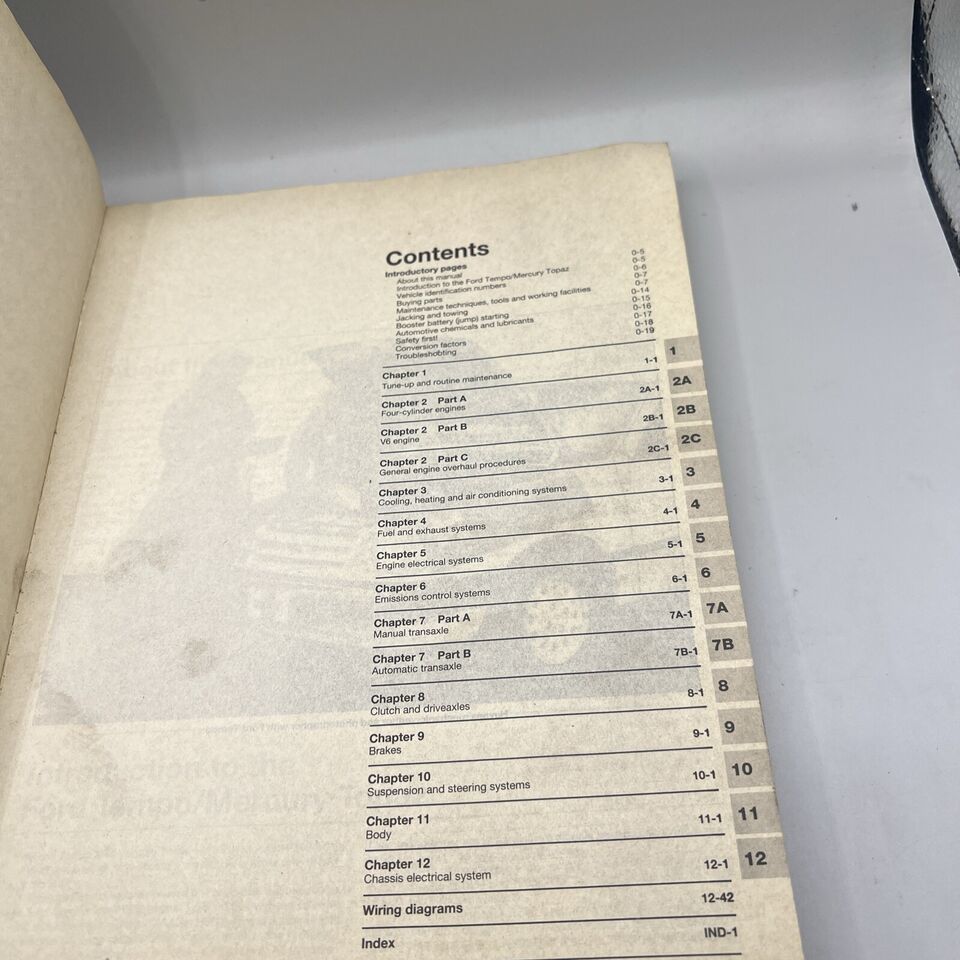 Contents
Introductory pages
About this manual 0-5
Introduction to the Ford Tempo/Mercury Topaz 0-5
Vehicle identification numbers 0-6
Buying parts 0-7
Maintenance techniques, tools and working facilities 0-7
Jacking and towing 0-14
Booster battery (jump) starting 0-15
Automotive chemicals and lubricants 0-16
Safety first! 0-17
Conversion factors 0-18
Troubleshooting 0-19
Chapter 1
Tune-up and routine maintenance 1-1 1
Chapter 2 Part A
Four-cylinder engines 2A-1 2A
Chapter 2 Part B
V6 engine 2B-1 2B
Chapter 2 Part C
General engine overhaul procedures 2C-1 2C
Chapter 3
Cooling, heating and air conditioning systems 3-1 3
Chapter 4
Fuel and exhaust systems 4-1 4
Chapter 5
Engine electrical systems 5-1 5
Chapter 6
Emissions control systems 6-1 6
Chapter 7 Part A
Manual transaxle 7A-1 7A
Chapter 7 Part B
Automatic transaxle 7B-1 7B
Chapter 8
Clutch and driveaxles 8-1 8
Chapter 9
Brakes 9-1 9
Chapter 10
Suspension and steering systems 10-1 10
Chapter 11
Body 11-1 11
Chapter 12
Chassis electrical system 12-1 12
Wiring diagrams 12-42
Index IND-1